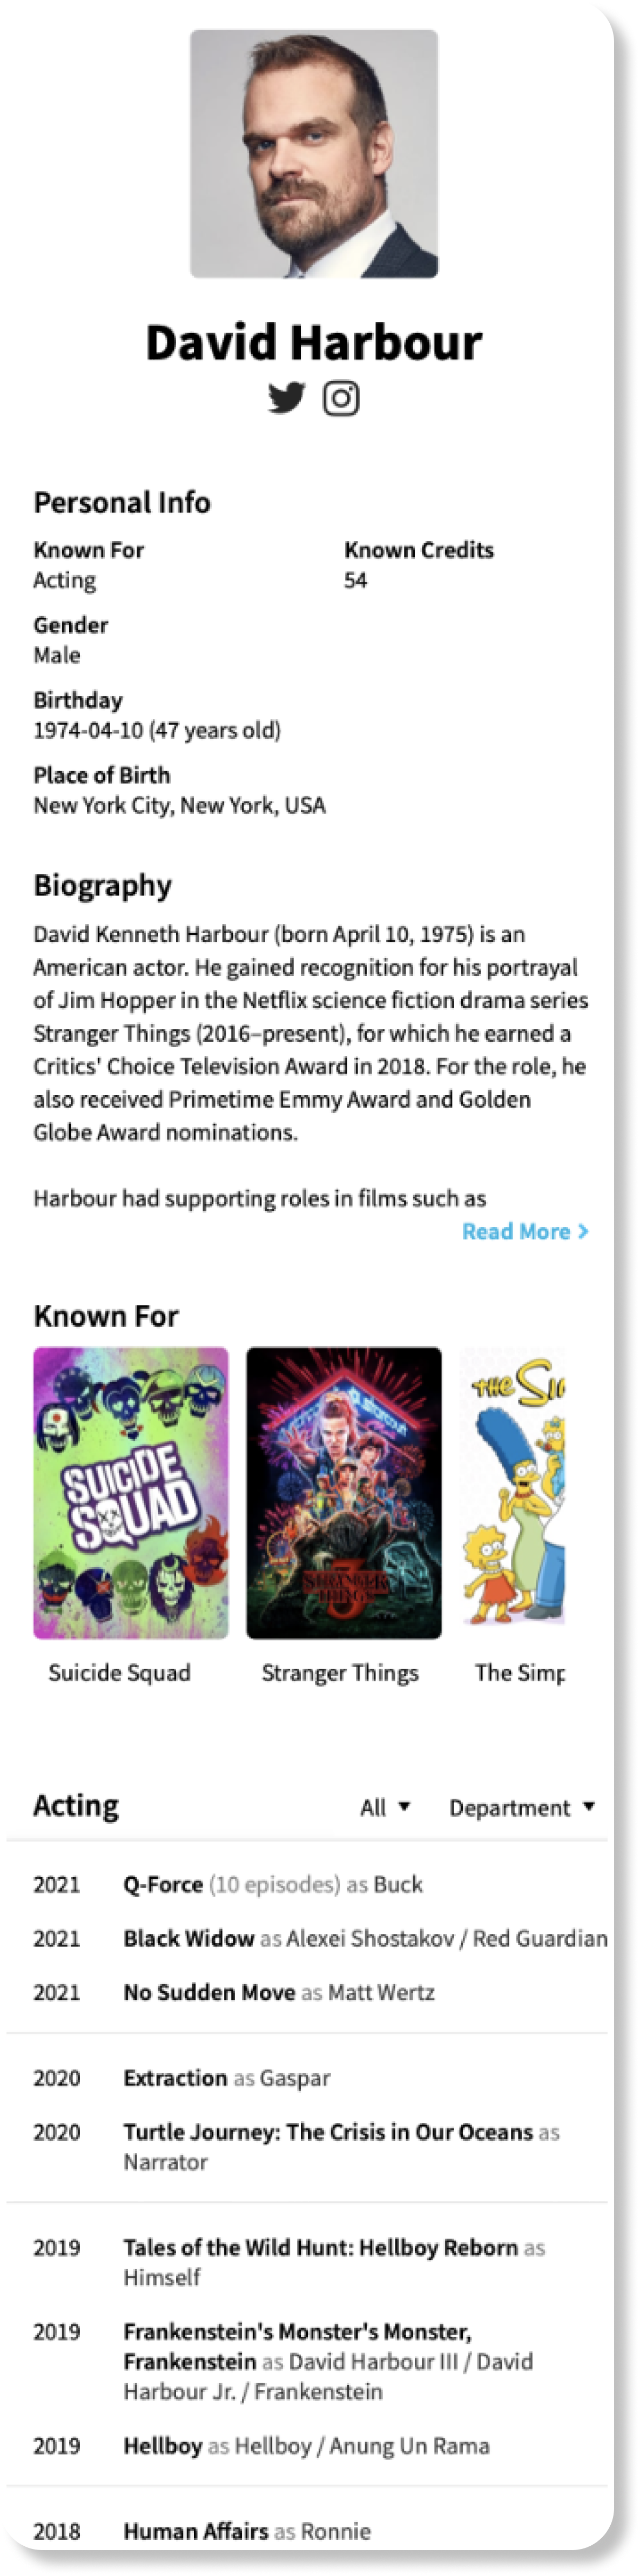 David Harbour
Personal Info
Known For
Acting
Known Credits
54
Gender
Male
Birthday
1974-04-10 (47 years old)
Place of Birth
New York City, New York, USA
Biography
David Kenneth Harbour (born April 10, 1975) is an
American actor. He gained recognition for his portrayal
of Jim Hopper in the Netflix science fiction drama series
Stranger Things (2016–present), for which he earned a
Critics' Choice Television Award in 2018. For the role, he
also received Primetime Emmy Award and Golden
Globe Award nominations.
Harbour had supporting roles in films such as
Read More >
Known For
SUICIDE
SQUAD
starcourt
STRANGER
THINGS
3
THE SI
Suicide Squad
Stranger Things
The Simp
Acting
All ▼ Department ▼
2021 Q-Force (10 episodes) as Buck
2021 Black Widow as Alexei Shostakov / Red Guardian
2021 No Sudden Move as Matt Wertz
2020 Extraction as Gaspar
2020 Turtle Journey: The Crisis in Our Oceans as
Narrator
2019 Tales of the Wild Hunt: Hellboy Reborn as
Himself
2019 Frankenstein's Monster's Monster,
Frankenstein as David Harbour III / David
Harbour Jr. / Frankenstein
2019 Hellboy as Hellboy / Anung Un Rama
2018 Human Affairs as Ronnie